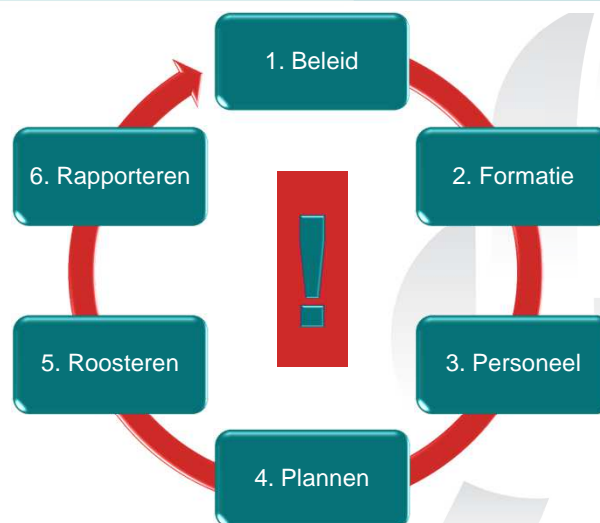 1. Beleid
2. Formatie
3. Personeel
4. Plannen
5. Roosteren
6. Rapporteren
!